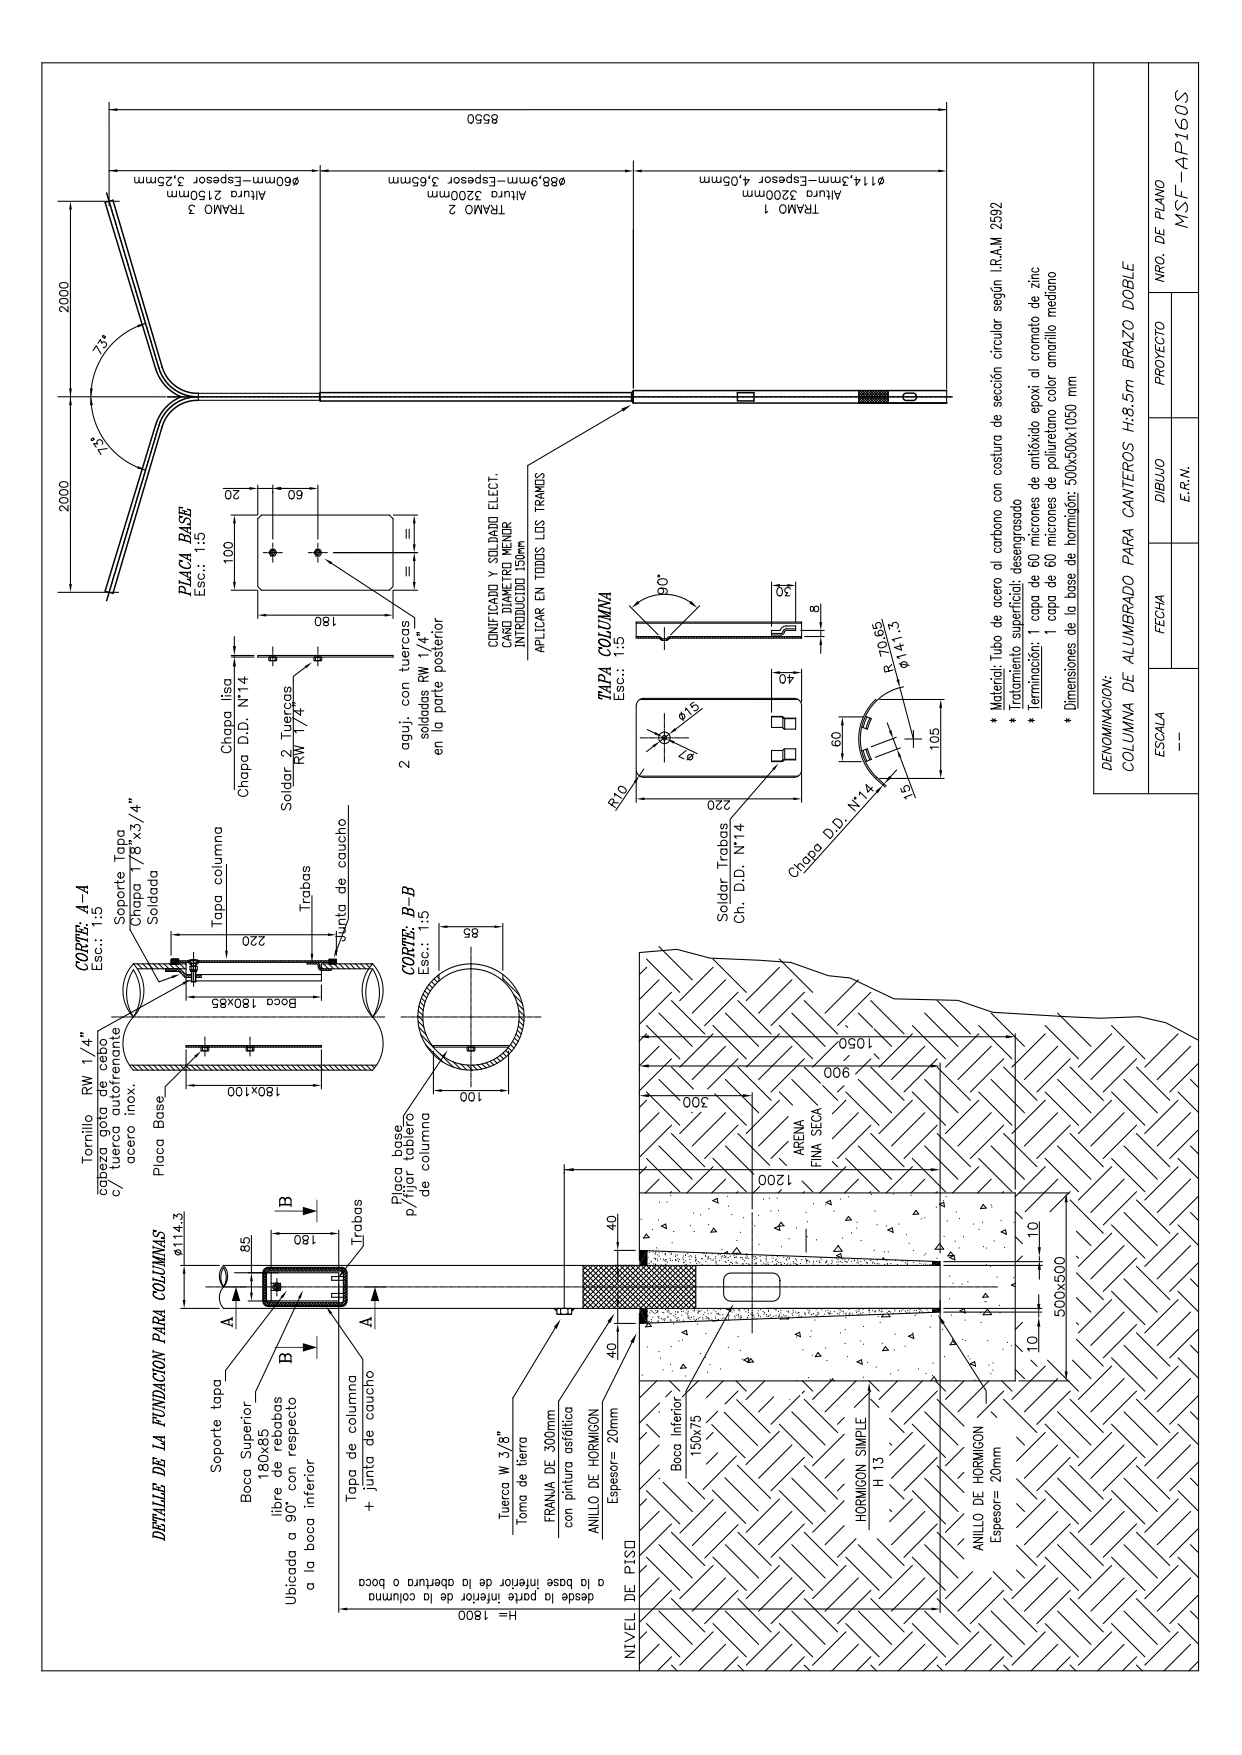 DETALLE DE LA FUNDACION PARA COLUMNAS
Soporte tapa
Boca Superior
180x85
libre de rebabas
Ubicada a 90° con respecto
a la boca inferior
Tapa de columna
+ junta de caucho
A
A
B
B
ø114.3
85
180
Trabas
H= 1800
desde la parte inferior de la columna
a la base inferior de la abertura o boca
Tuerca W 3/8"
Toma de tierra
FRANJA DE 300mm
con pintura asfáltica
ANILLO DE HORMIGON
Espesor= 20mm
NIVEL DE PISO
40
40
1200
300
900
1050
ARENA
FINA SECA
Boca Inferior
150x75
HORMIGON SIMPLE
H 13
ANILLO DE HORMIGON
Espesor= 20mm
10
10
500x500
CORTE: A-A
Esc.: 1:5
Tornillo RW 1/4"
cabeza gota de cebo
c/ tuerca autofrenante
acero inox.
Placa Base
Soporte Tapa
Chapa 1/8"x3/4"
Soldada
Tapa columna
Trabas
Junta de caucho
220
Boca 180x85
180x100
CORTE: B-B
Esc.: 1:5
85
100
Placa base
p/fijar tablero
de columna
PLACA BASE
Esc.: 1:5
Chapa lisa
Chapa D.D. N°14
Soldar 2 Tuercas
RW 1/4"
180
100
20
60
=
=
2 aguj. con tuercas
soldadas RW 1/4"
en la parte posterior
TAPA COLUMNA
Esc.: 1:5
R10
220
ø7
ø15
40
90°
30
8
Soldar Trabas
Ch. D.D. N°14
Chapa D.D. N°14
60
15
105
R 70.65
ø141.3
2000
2000
73°
73°
8550
TRAMO 3
Altura 2150mm
ø60mm-Espesor 3,25mm
TRAMO 2
Altura 3200mm
ø88,9mm-Espesor 3,65mm
TRAMO 1
Altura 3200mm
ø114,3mm-Espesor 4,05mm
CONIFICADO Y SOLDADO ELECT.
CAÑO DIAMETRO MENOR
INTRODUCIDO 150mm
APLICAR EN TODOS LOS TRAMOS
* Material: Tubo de acero al carbono con costura de sección circular según I.R.A.M 2592
* Tratamiento superficial: desengrasado
* Terminación: 1 capa de 60 micrones de antióxido epoxi al cromato de zinc
1 capa de 60 micrones de poliuretano color amarillo mediano
* Dimensiones de la base de hormigón: 500x500x1050 mm
DENOMINACION:
COLUMNA DE ALUMBRADO PARA CANTEROS H:8.5m BRAZO DOBLE
ESCALA
--
FECHA
DIBUJO
E.R.N.
PROYECTO
NRO. DE PLANO
MSF-AP160S